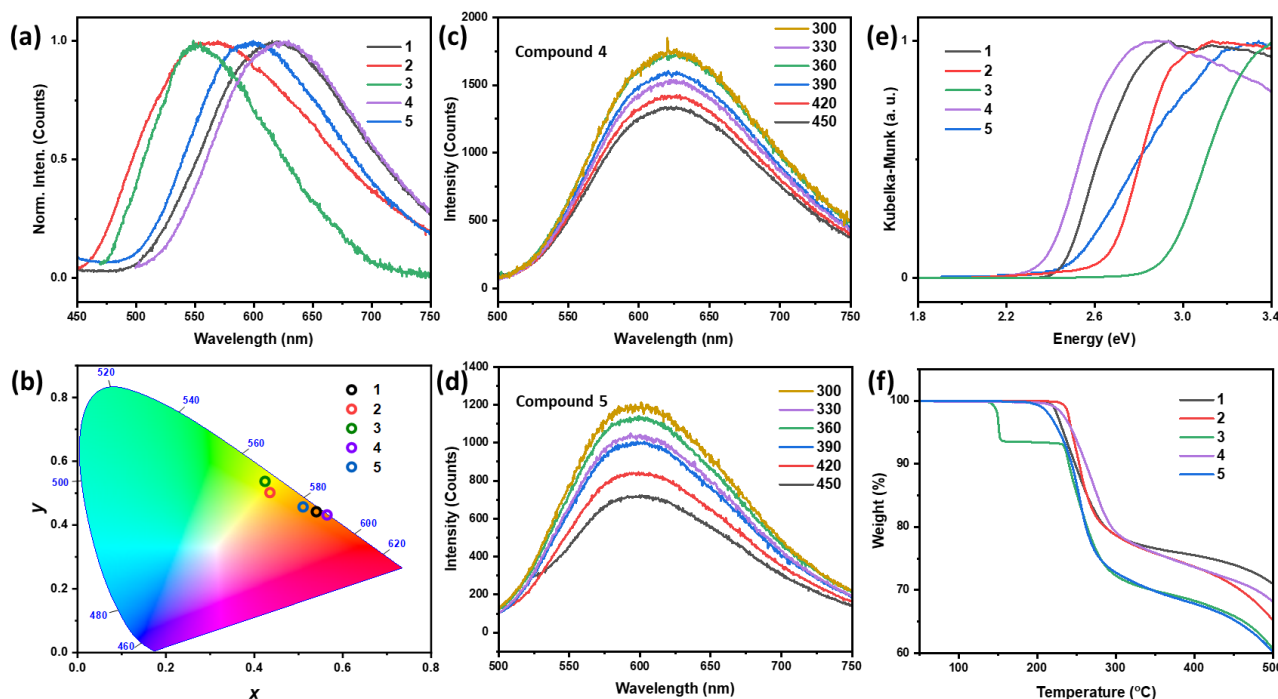 (a)
1.0
0.5
0.0
Norm. Inten. (Counts)
450 500 550 600 650 700 750
Wavelength (nm)
1
2
3
4
5
(c)
Compound 4
2000
1750
1500
1250
1000
750
500
250
0
Intensity (Counts)
500 550 600 650 700 750
Wavelength (nm)
300
330
360
390
420
450
(e)
1
0
Kubelka-Munk (a. u.)
1.8 2.2 2.6 3.0 3.4
Energy (eV)
1
2
3
4
5
(b)
0.8
0.6
0.4
0.2
0.0
y
0.0 0.2 0.4 0.6 0.8
x
520
540
560
580
600
620
500
480
460
1
2
3
4
5
(d)
Compound 5
1400
1200
1000
800
600
400
200
0
Intensity (Counts)
500 550 600 650 700 750
Wavelength (nm)
300
330
360
390
420
450
(f)
100
90
80
70
60
Weight (%)
100 200 300 400 500
Temperature (°C)
1
2
3
4
5